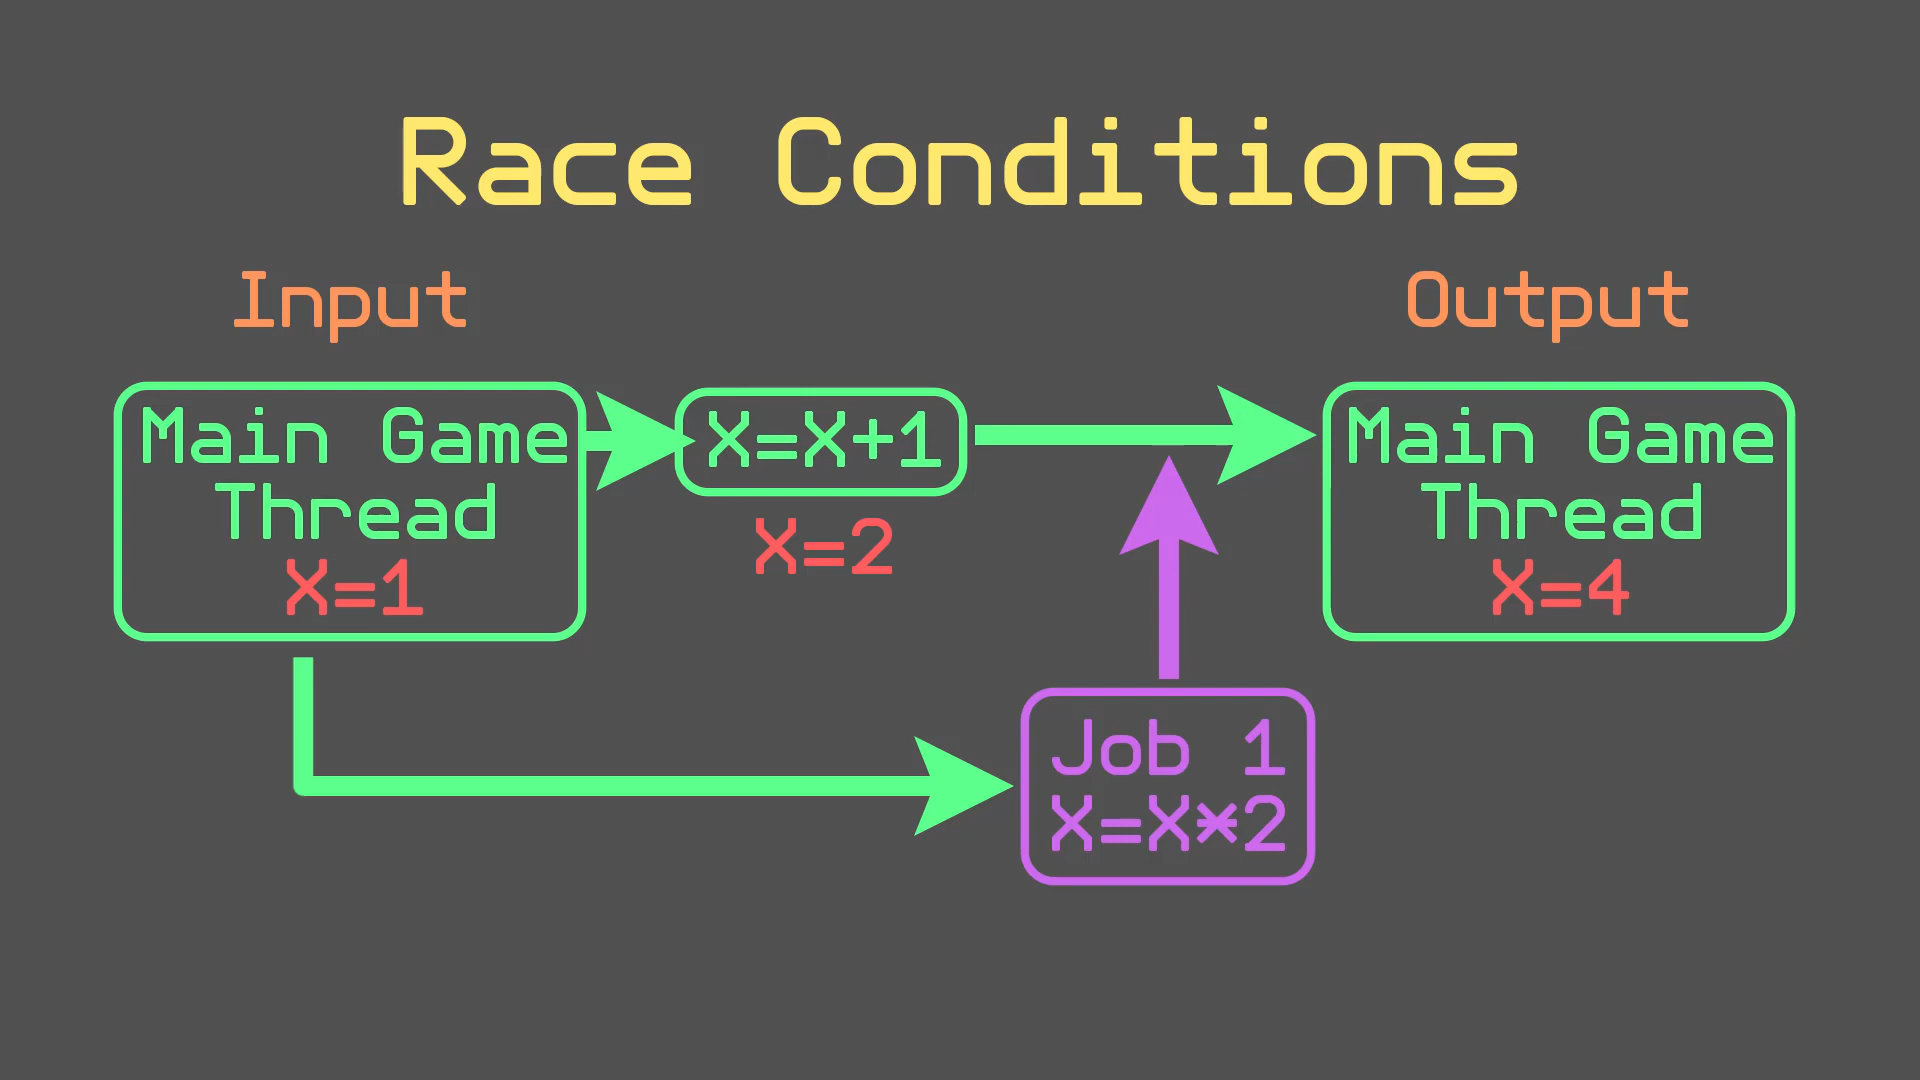 Race Conditions
Input
Output
Main Game
Thread
X=1
X=X+1
X=2
Main Game
Thread
X=4
Job 1
X=X*2